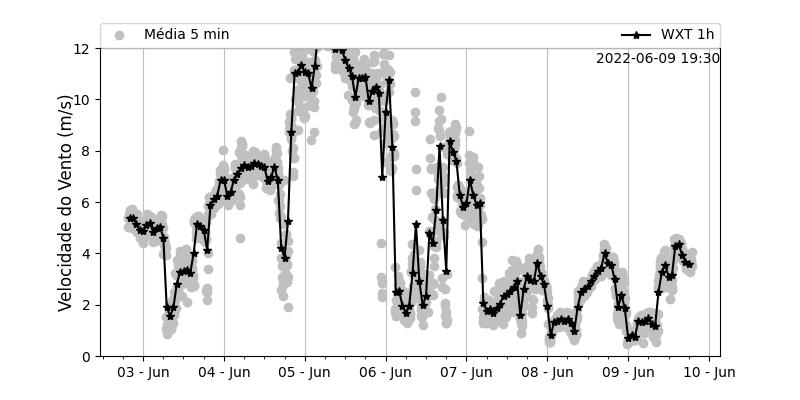 Média 5 min
WXT 1h
2022-06-09 19:30
Velocidade do Vento (m/s)
12
10
8
6
4
2
0
03 - Jun 04 - Jun 05 - Jun 06 - Jun 07 - Jun 08 - Jun 09 - Jun 10 - Jun